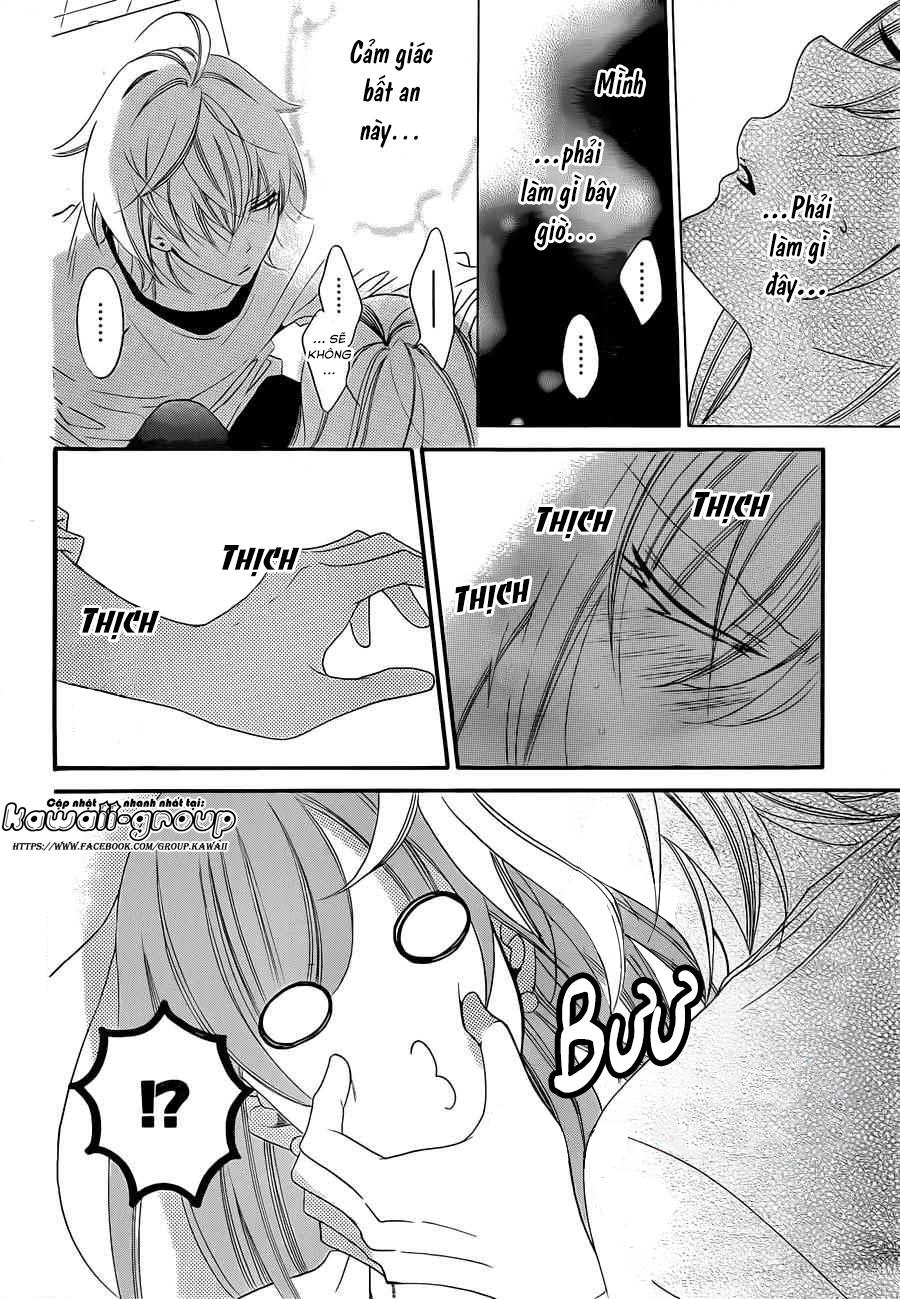 Cảm giác
bất an
này...
Mình
...phải
làm gì bây
giờ...
...Phải
làm gì
đây...
......
... SẼ
KHÔNG
...
......
......
......
THỊCH
THỊCH
THỊCH
THỊCH
THỊCH
Cập nhật nhanh nhất tại:
kawaii-group
HTTPS://WWW.FACEBOOK.COM/GROUP.KAWAII
!?
BƯƯ